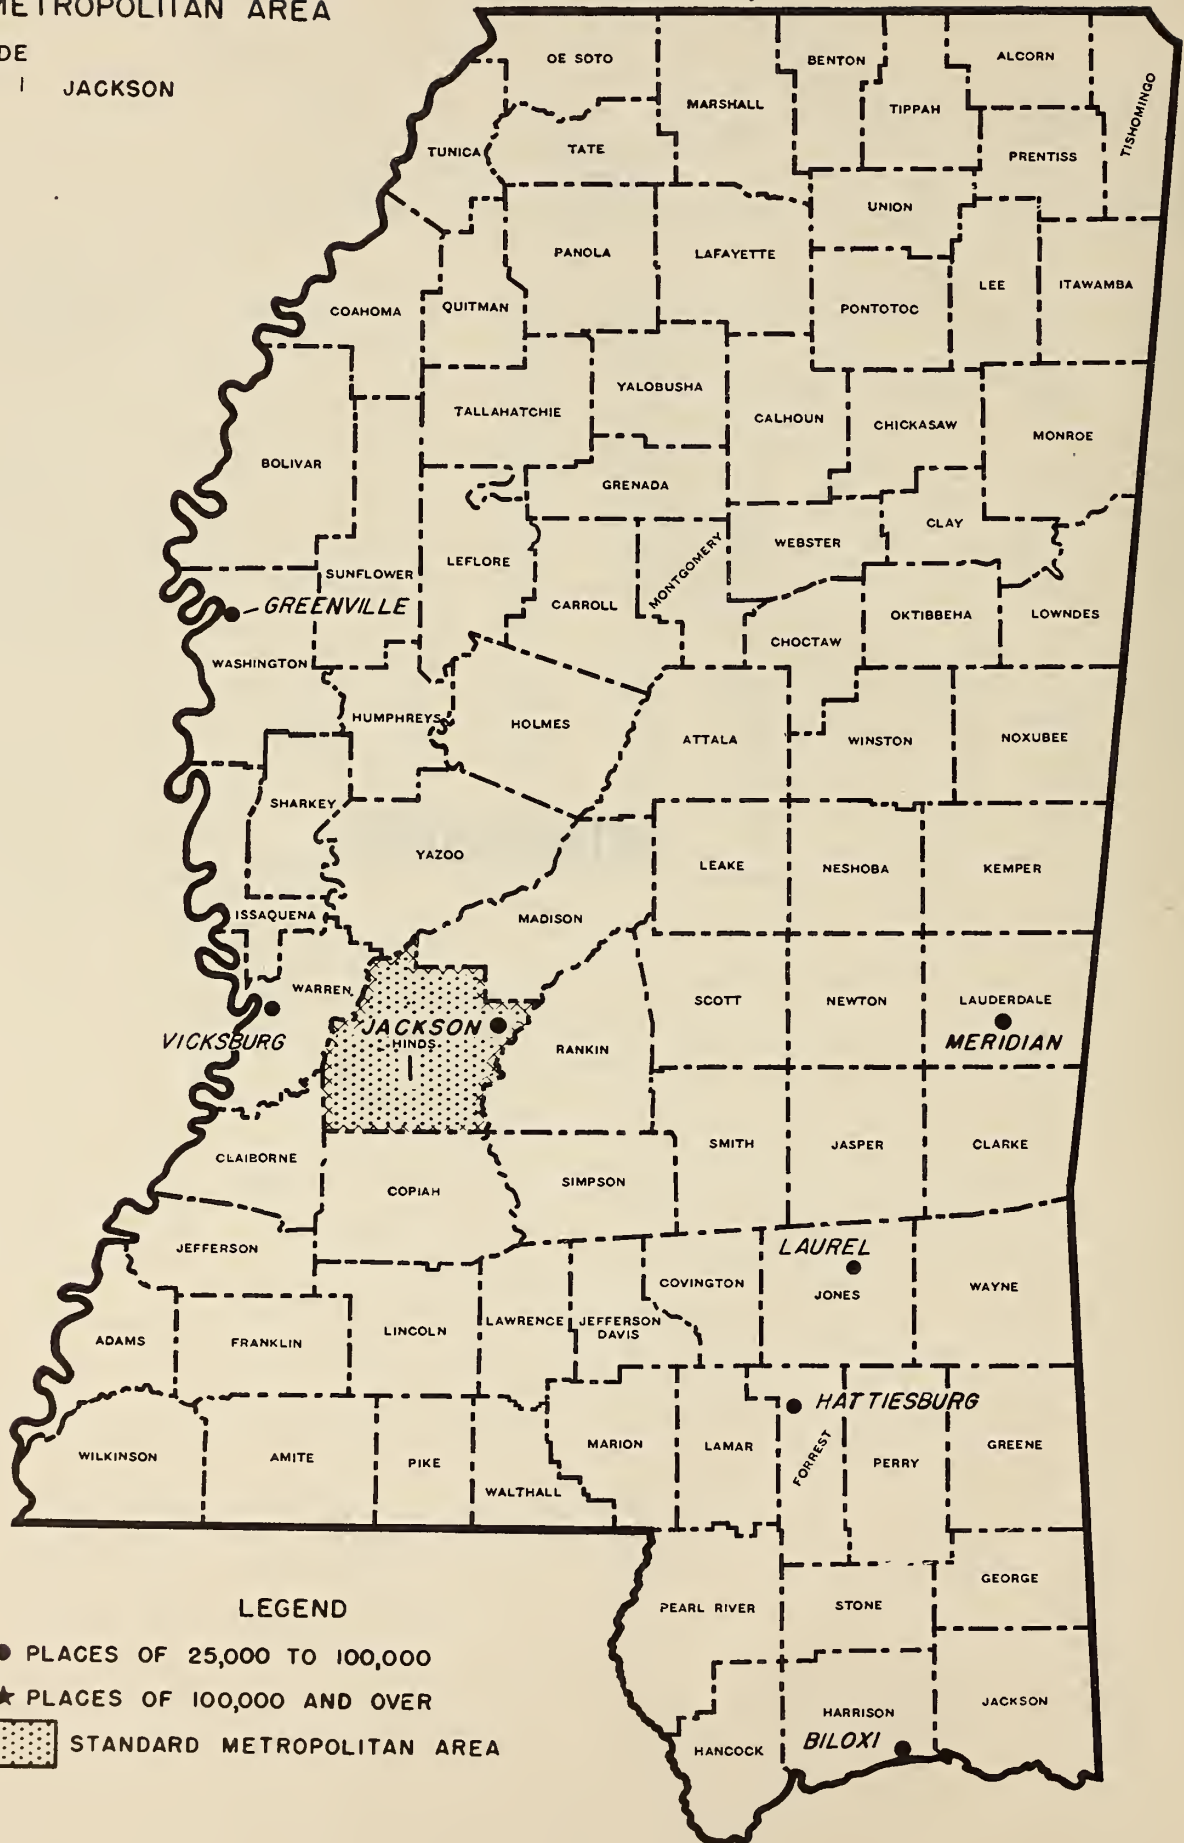 METROPOLITAN AREA
DE
1 JACKSON
OE SOTO
BENTON
ALCORN
MARSHALL
TIPPAH
TISHOMINGO
TUNICA
TATE
PRENTISS
UNION
PANOLA
LAFAYETTE
LEE
ITAWAMBA
COAHOMA
QUITMAN
PONTOTOC
YALOBUSHA
TALLAHATCHIE
CALHOUN
CHICKASAW
MONROE
BOLIVAR
GRENADA
CLAY
WEBSTER
MONTGOMERY
LEFLORE
SUNFLOWER
CARROLL
GREENVILLE
OKTIBBEHA
LOWNDES
CHOCTAW
WASHINGTON
HUMPHREYS
HOLMES
ATTALA
WINSTON
NOXUBEE
SHARKEY
YAZOO
LEAKE
NESHOBA
KEMPER
ISSAQUENA
MADISON
WARREN
SCOTT
NEWTON
LAUDERDALE
VICKSBURG
JACKSON
HINDS
1
RANKIN
MERIDIAN
SMITH
JASPER
CLARKE
CLAIBORNE
COPIAH
SIMPSON
JEFFERSON
LAUREL
COVINGTON
JONES
WAYNE
ADAMS
FRANKLIN
LINCOLN
LAWRENCE
JEFFERSON
DAVIS
HATTIESBURG
WILKINSON
AMITE
PIKE
WALTHALL
MARION
LAMAR
FORREST
PERRY
GREENE
GEORGE
PEARL RIVER
STONE
LEGEND
PLACES OF 25,000 TO 100,000
PLACES OF 100,000 AND OVER
STANDARD METROPOLITAN AREA
HARRISON
JACKSON
HANCOCK
BILOXI